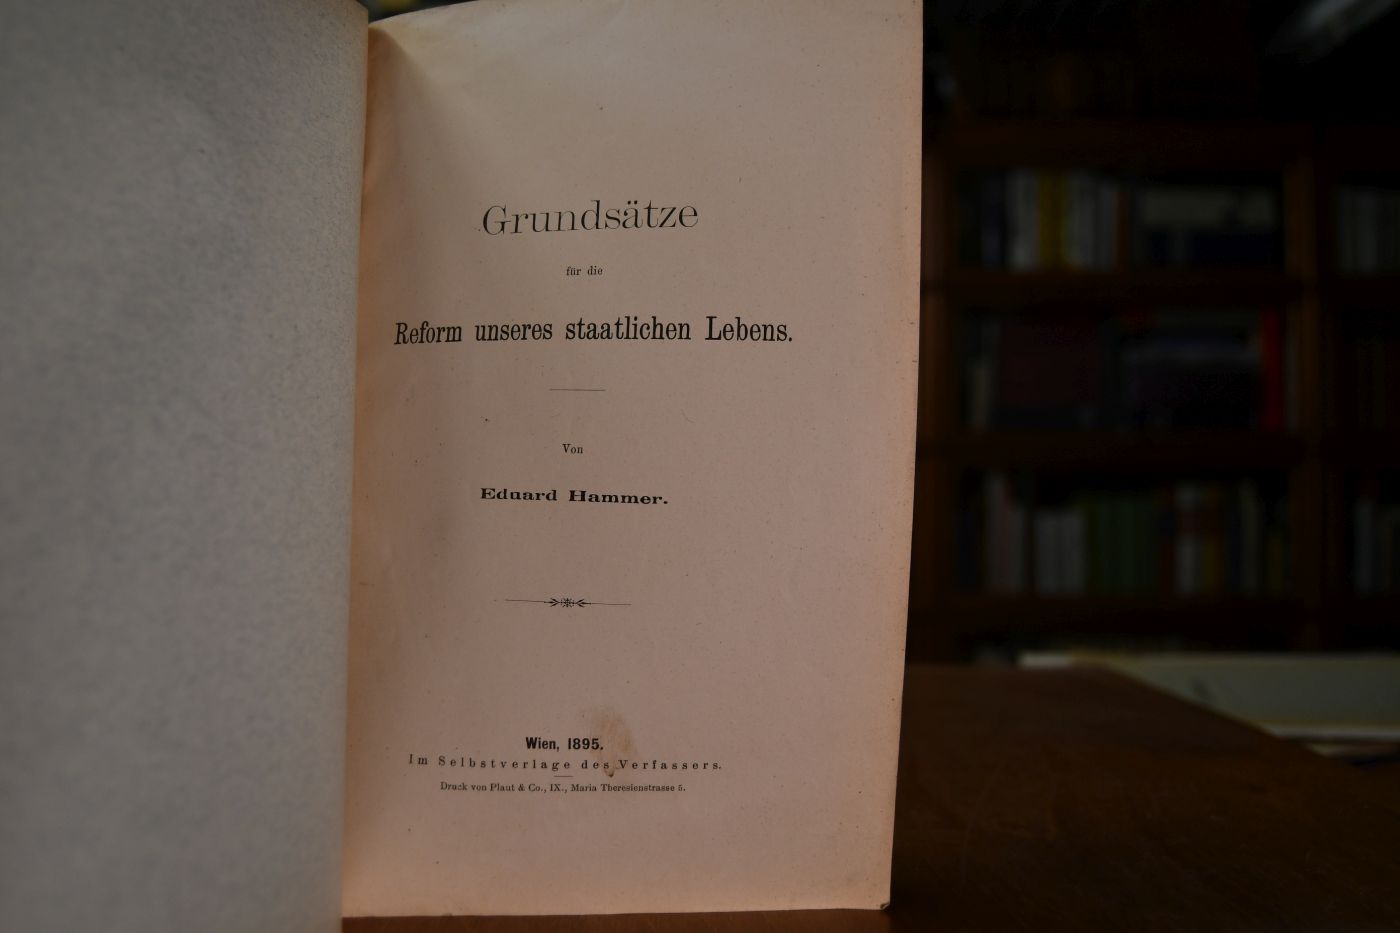 Grundsätze
für die
Reform unseres staatlichen Lebens.
Von
Eduard Hammer.
Wien, 1895.
Im Selbstverlage des Verfassers.
Druck von Plaut & Co., IX., Maria Theresienstrasse 5.